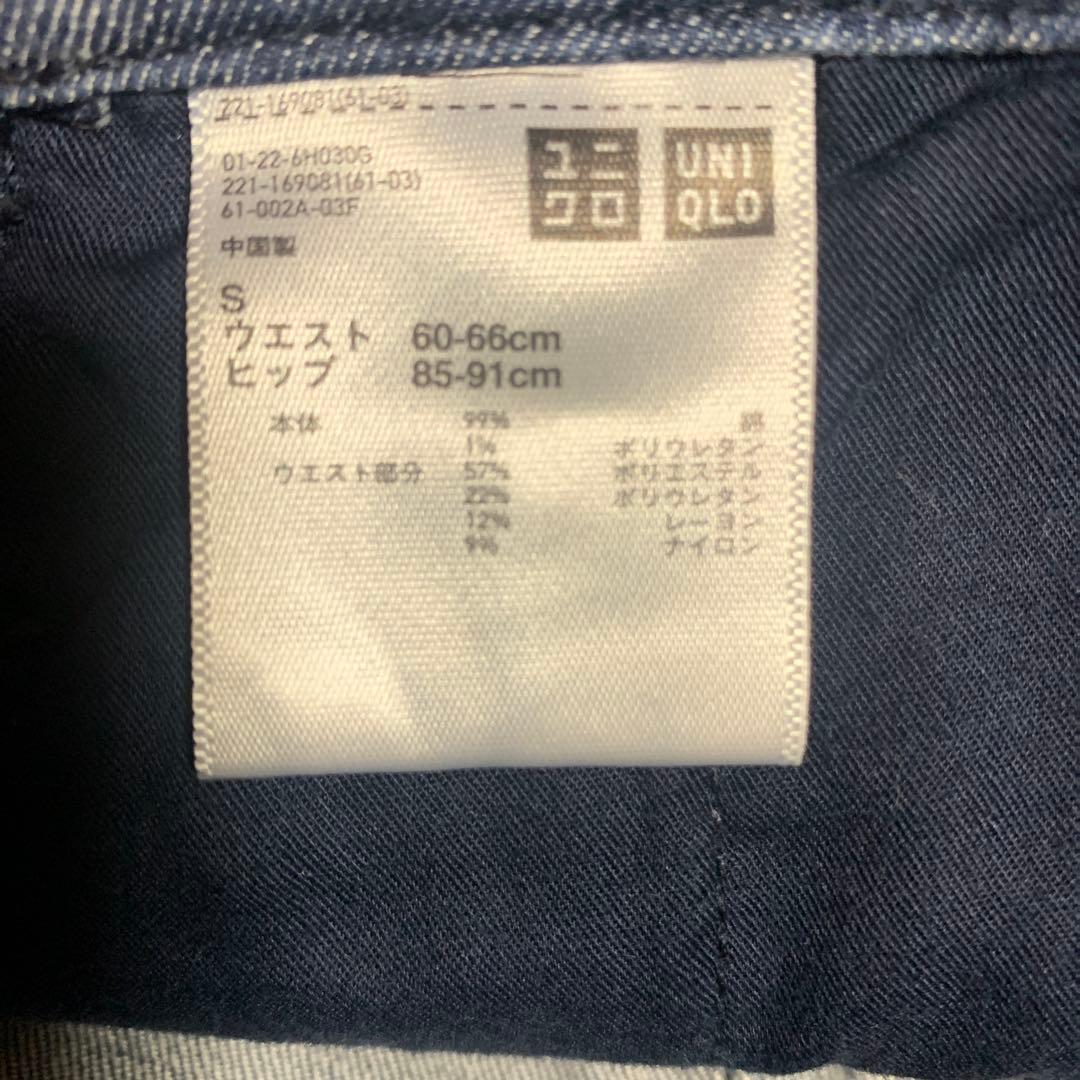 221-169081(61-03)
01-22-6H030G
221-169081(61-03)
61-002A-03F
中国製
ユニ
クロ
UNI
QLO
S
ウエスト 60-66cm
ヒップ 85-91cm
本体 99% 綿
1% ポリウレタン
ウエスト部分 57% ポリエステル
22% ポリウレタン
12% レーヨン
9% ナイロン